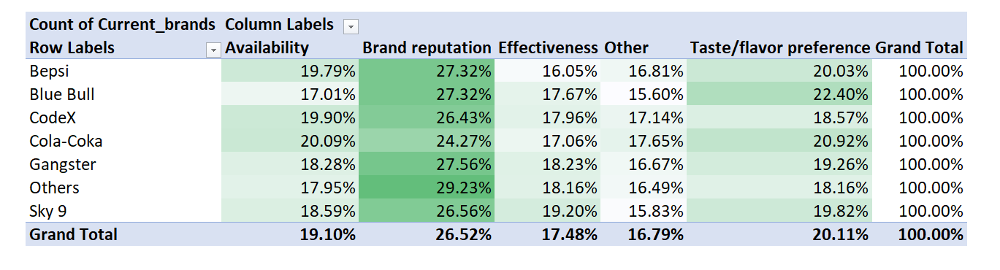 Count of Current_brands Column Labels
Row Labels Availability Brand reputation Effectiveness Other Taste/flavor preference Grand Total
Bepsi 19.79% 27.32% 16.05% 16.81% 20.03% 100.00%
Blue Bull 17.01% 27.32% 17.67% 15.60% 22.40% 100.00%
CodeX 19.90% 26.43% 17.96% 17.14% 18.57% 100.00%
Cola-Coka 20.09% 24.27% 17.06% 17.65% 20.92% 100.00%
Gangster 18.28% 27.56% 18.23% 16.67% 19.26% 100.00%
Others 17.95% 29.23% 18.16% 16.49% 18.16% 100.00%
Sky 9 18.59% 26.56% 19.20% 15.83% 19.82% 100.00%
Grand Total 19.10% 26.52% 17.48% 16.79% 20.11% 100.00%